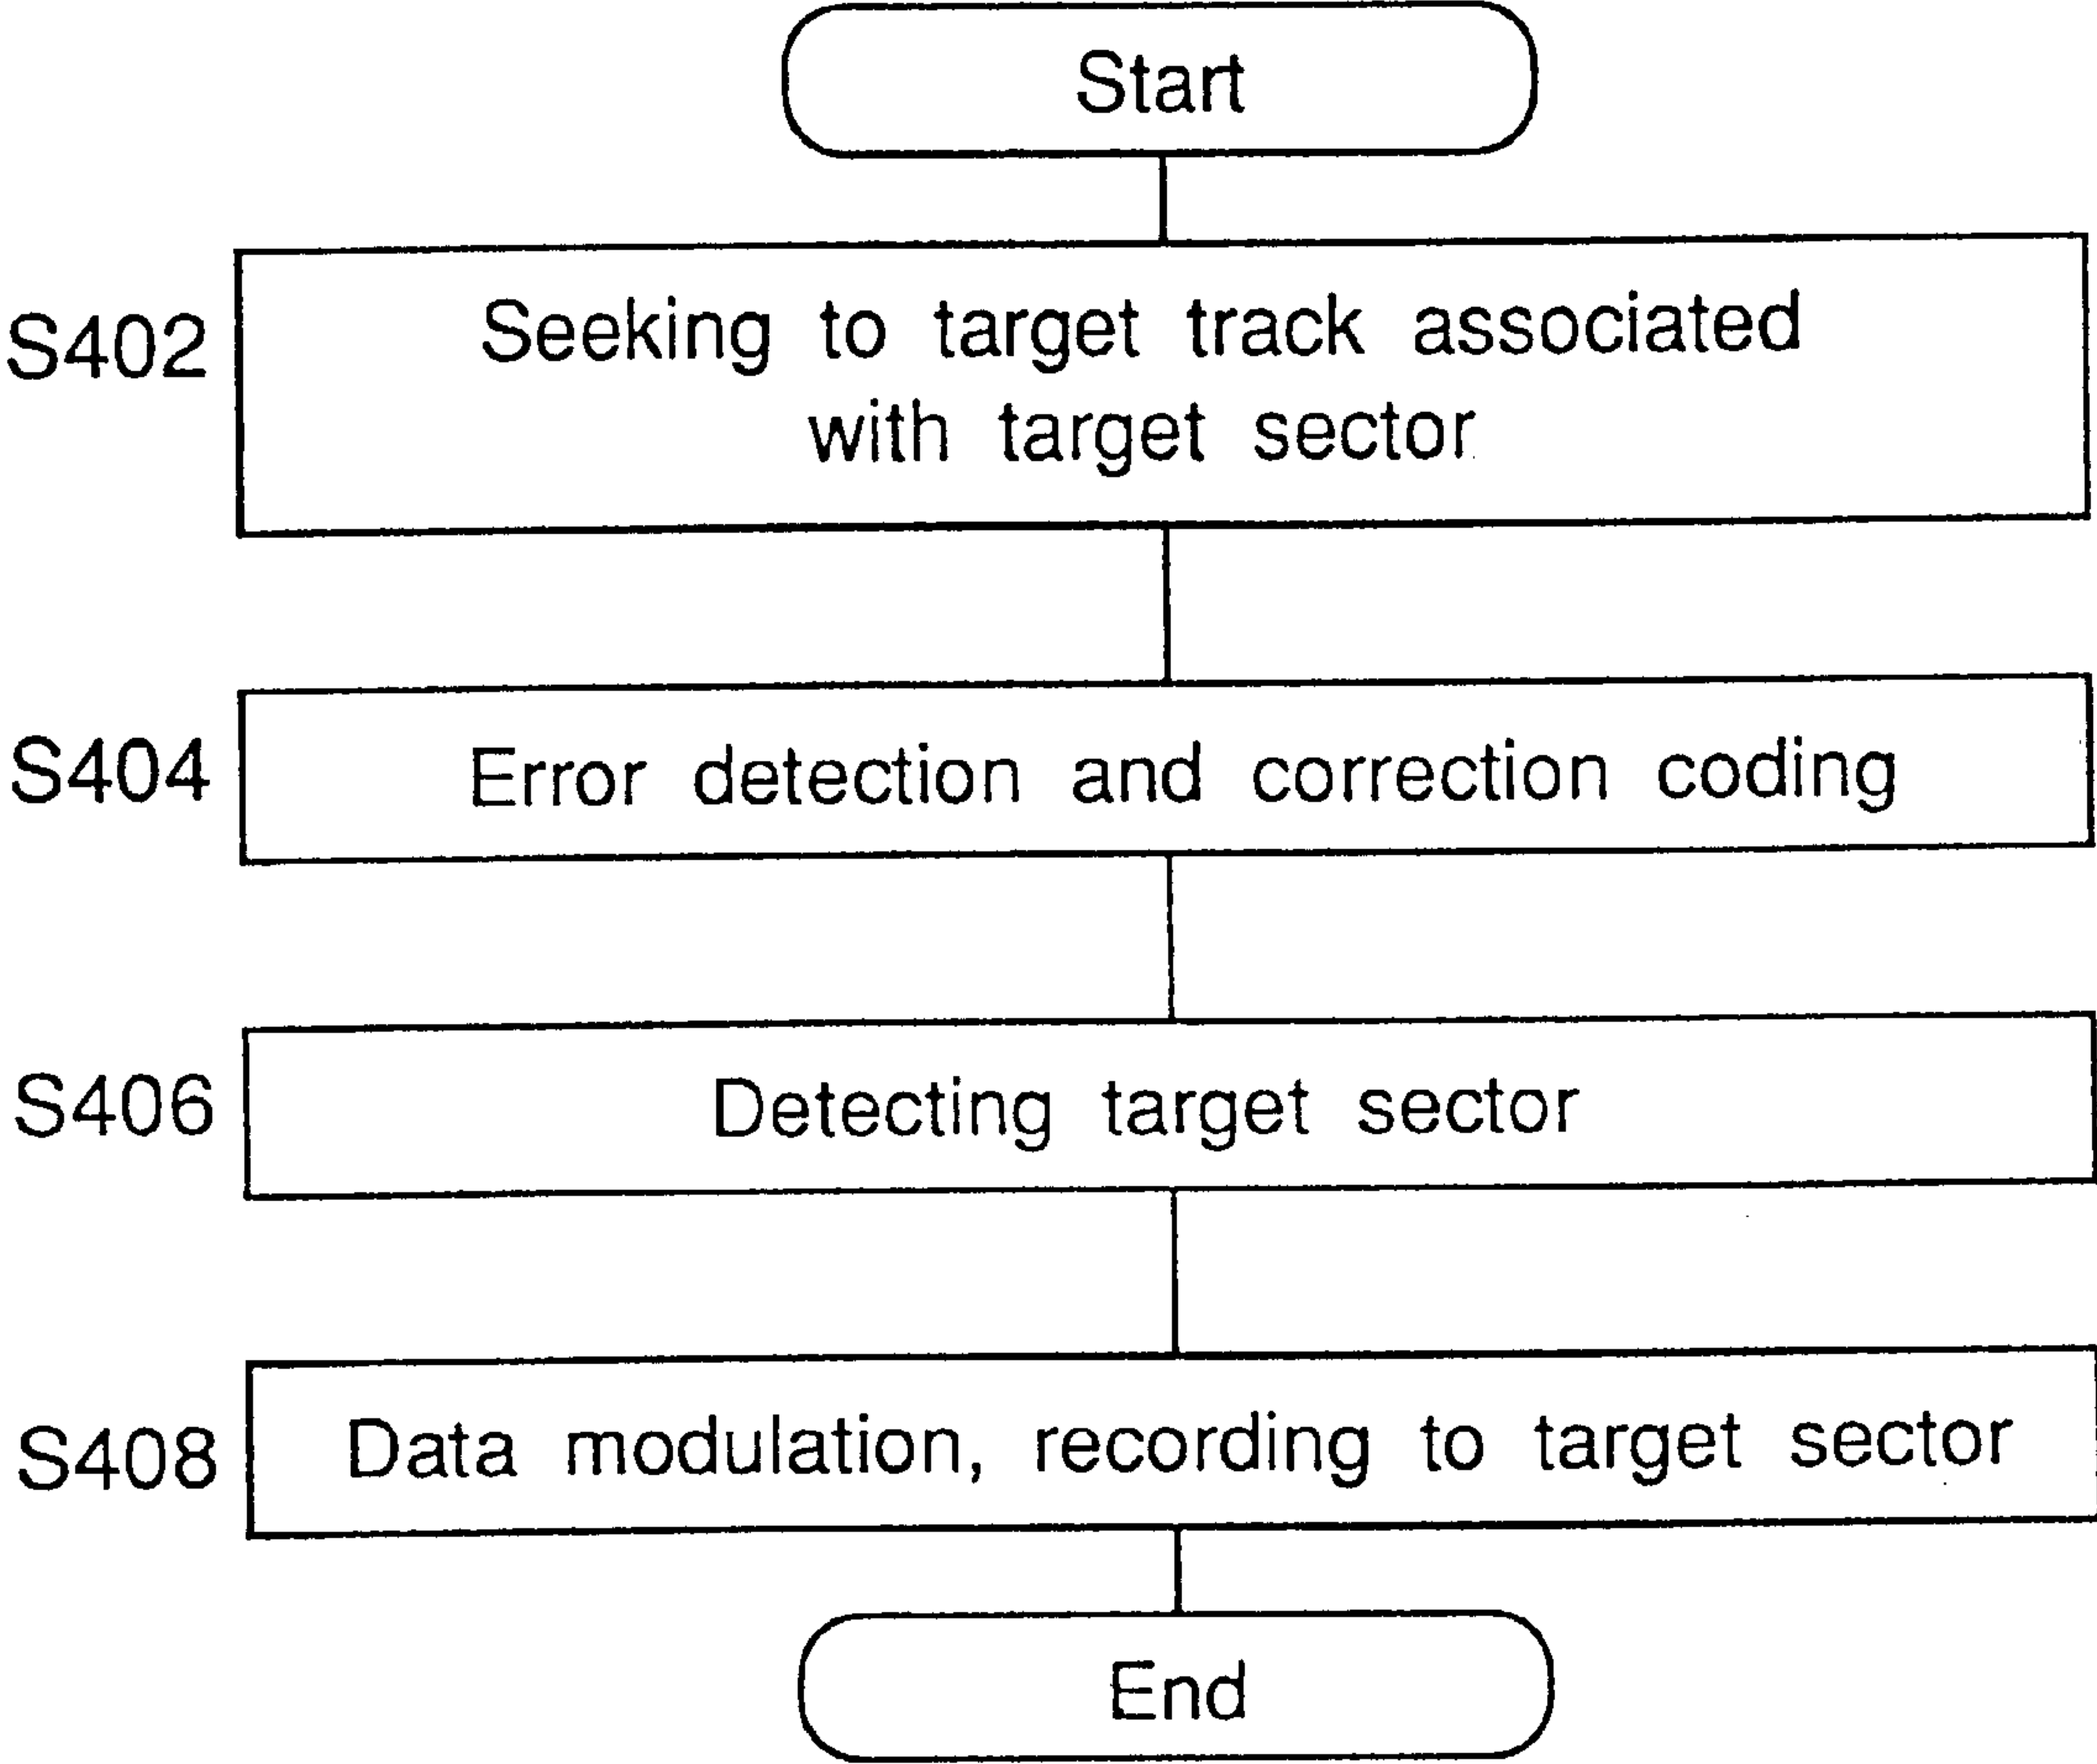 Start
S402
Seeking to target track associated
with target sector
S404
Error detection and correction coding
S406
Detecting target sector
S408
Data modulation, recording to target sector
End